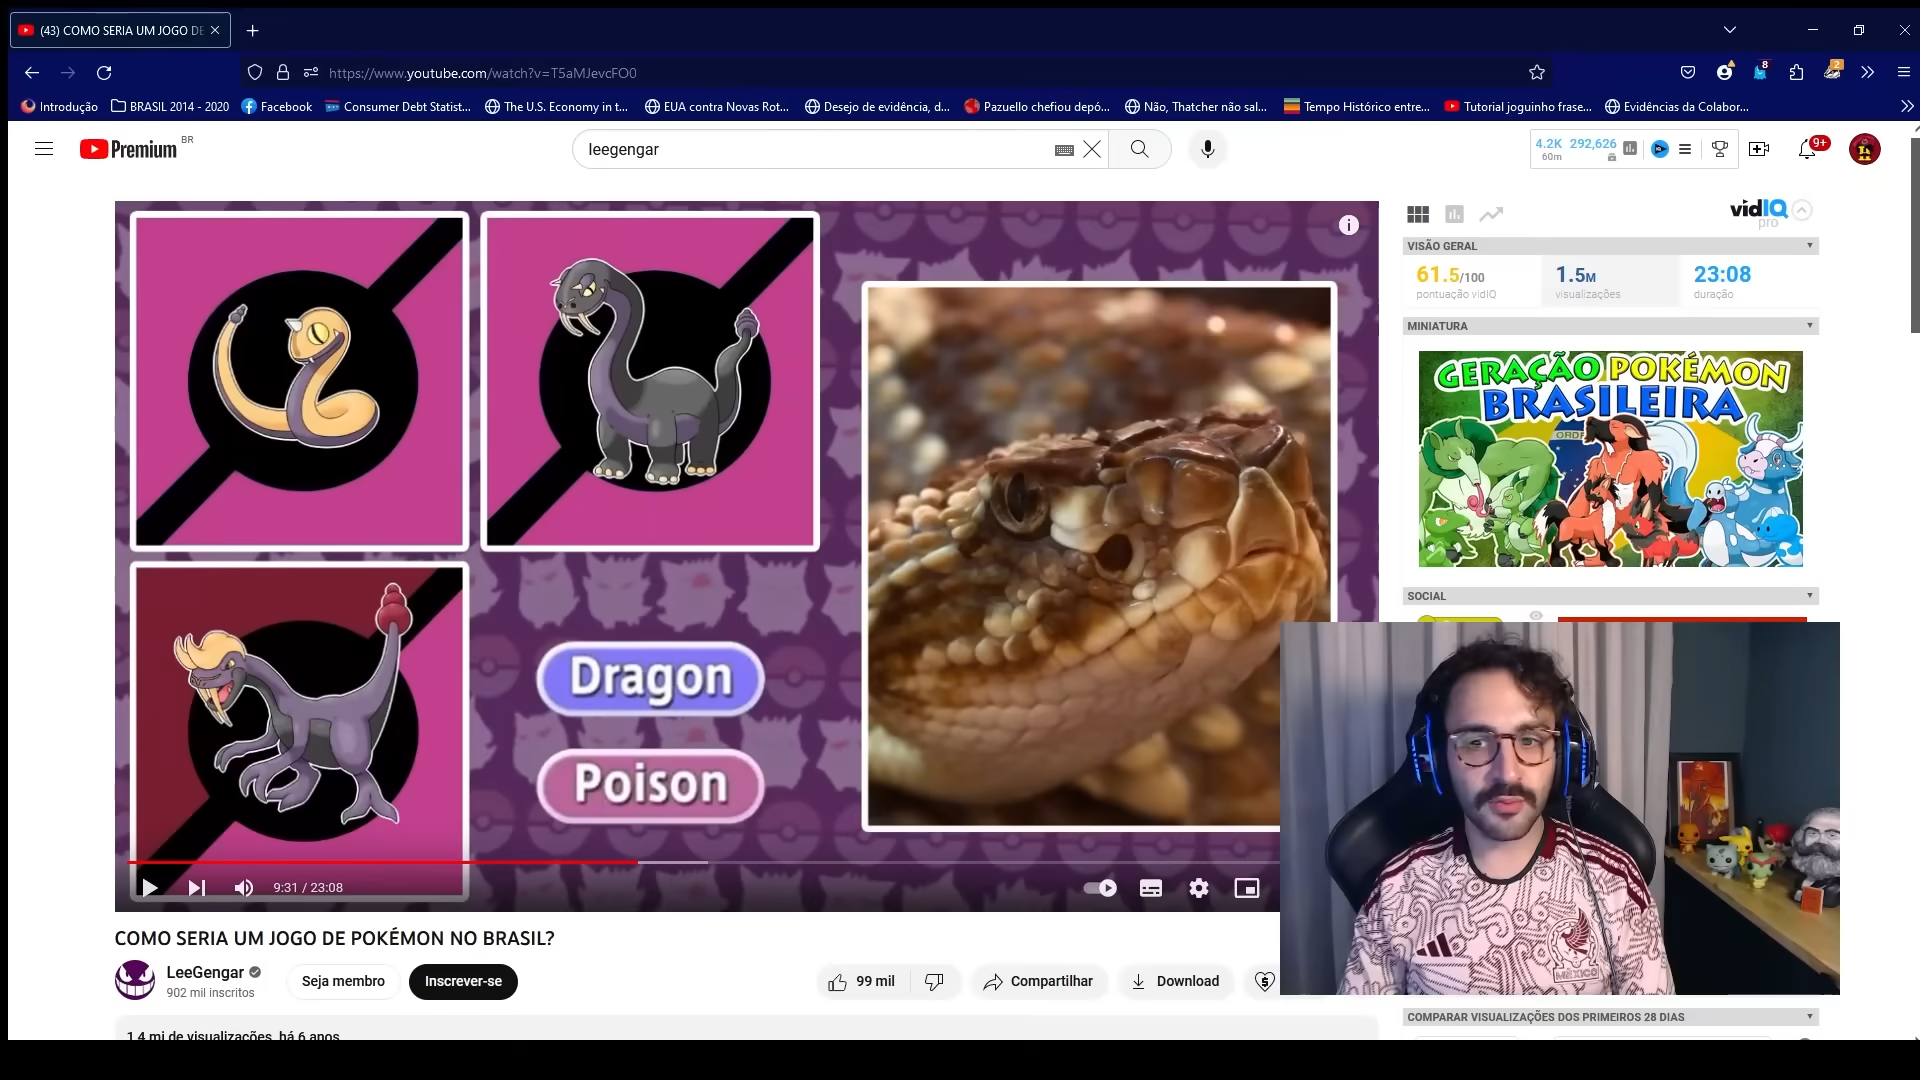 (43) COMO SERIA UM JOGO DE
https://www.youtube.com/watch?v=T5aMJevcFO0
8
2
Introdução
BRASIL 2014 - 2020
Facebook
Consumer Debt Statist...
The U.S. Economy in t...
EUA contra Novas Rot...
Desejo de evidência, d...
Pazuello chefiou depó...
Não, Thatcher não sal...
Tempo Histórico entre...
Tutorial joguinho frase...
Evidências da Colabor...
Premium BR
leegengar
4.2K 292,626
60m
9+
vidIQ
pro
VISÃO GERAL
61.5/100
pontuação vidIQ
1.5M
visualizações
23:08
duração
MINIATURA
GERAÇÃO POKÉMON
BRASILEIRA
ORDE
SOCIAL
Dragon
Poison
9:31 / 23:08
MEXICO
COMO SERIA UM JOGO DE POKÉMON NO BRASIL?
LeeGengar
902 mil inscritos
Seja membro
Inscrever-se
99 mil
Compartilhar
Download
1,4 mi de visualizações há 6 anos
COMPARAR VISUALIZAÇÕES DOS PRIMEIROS 28 DIAS